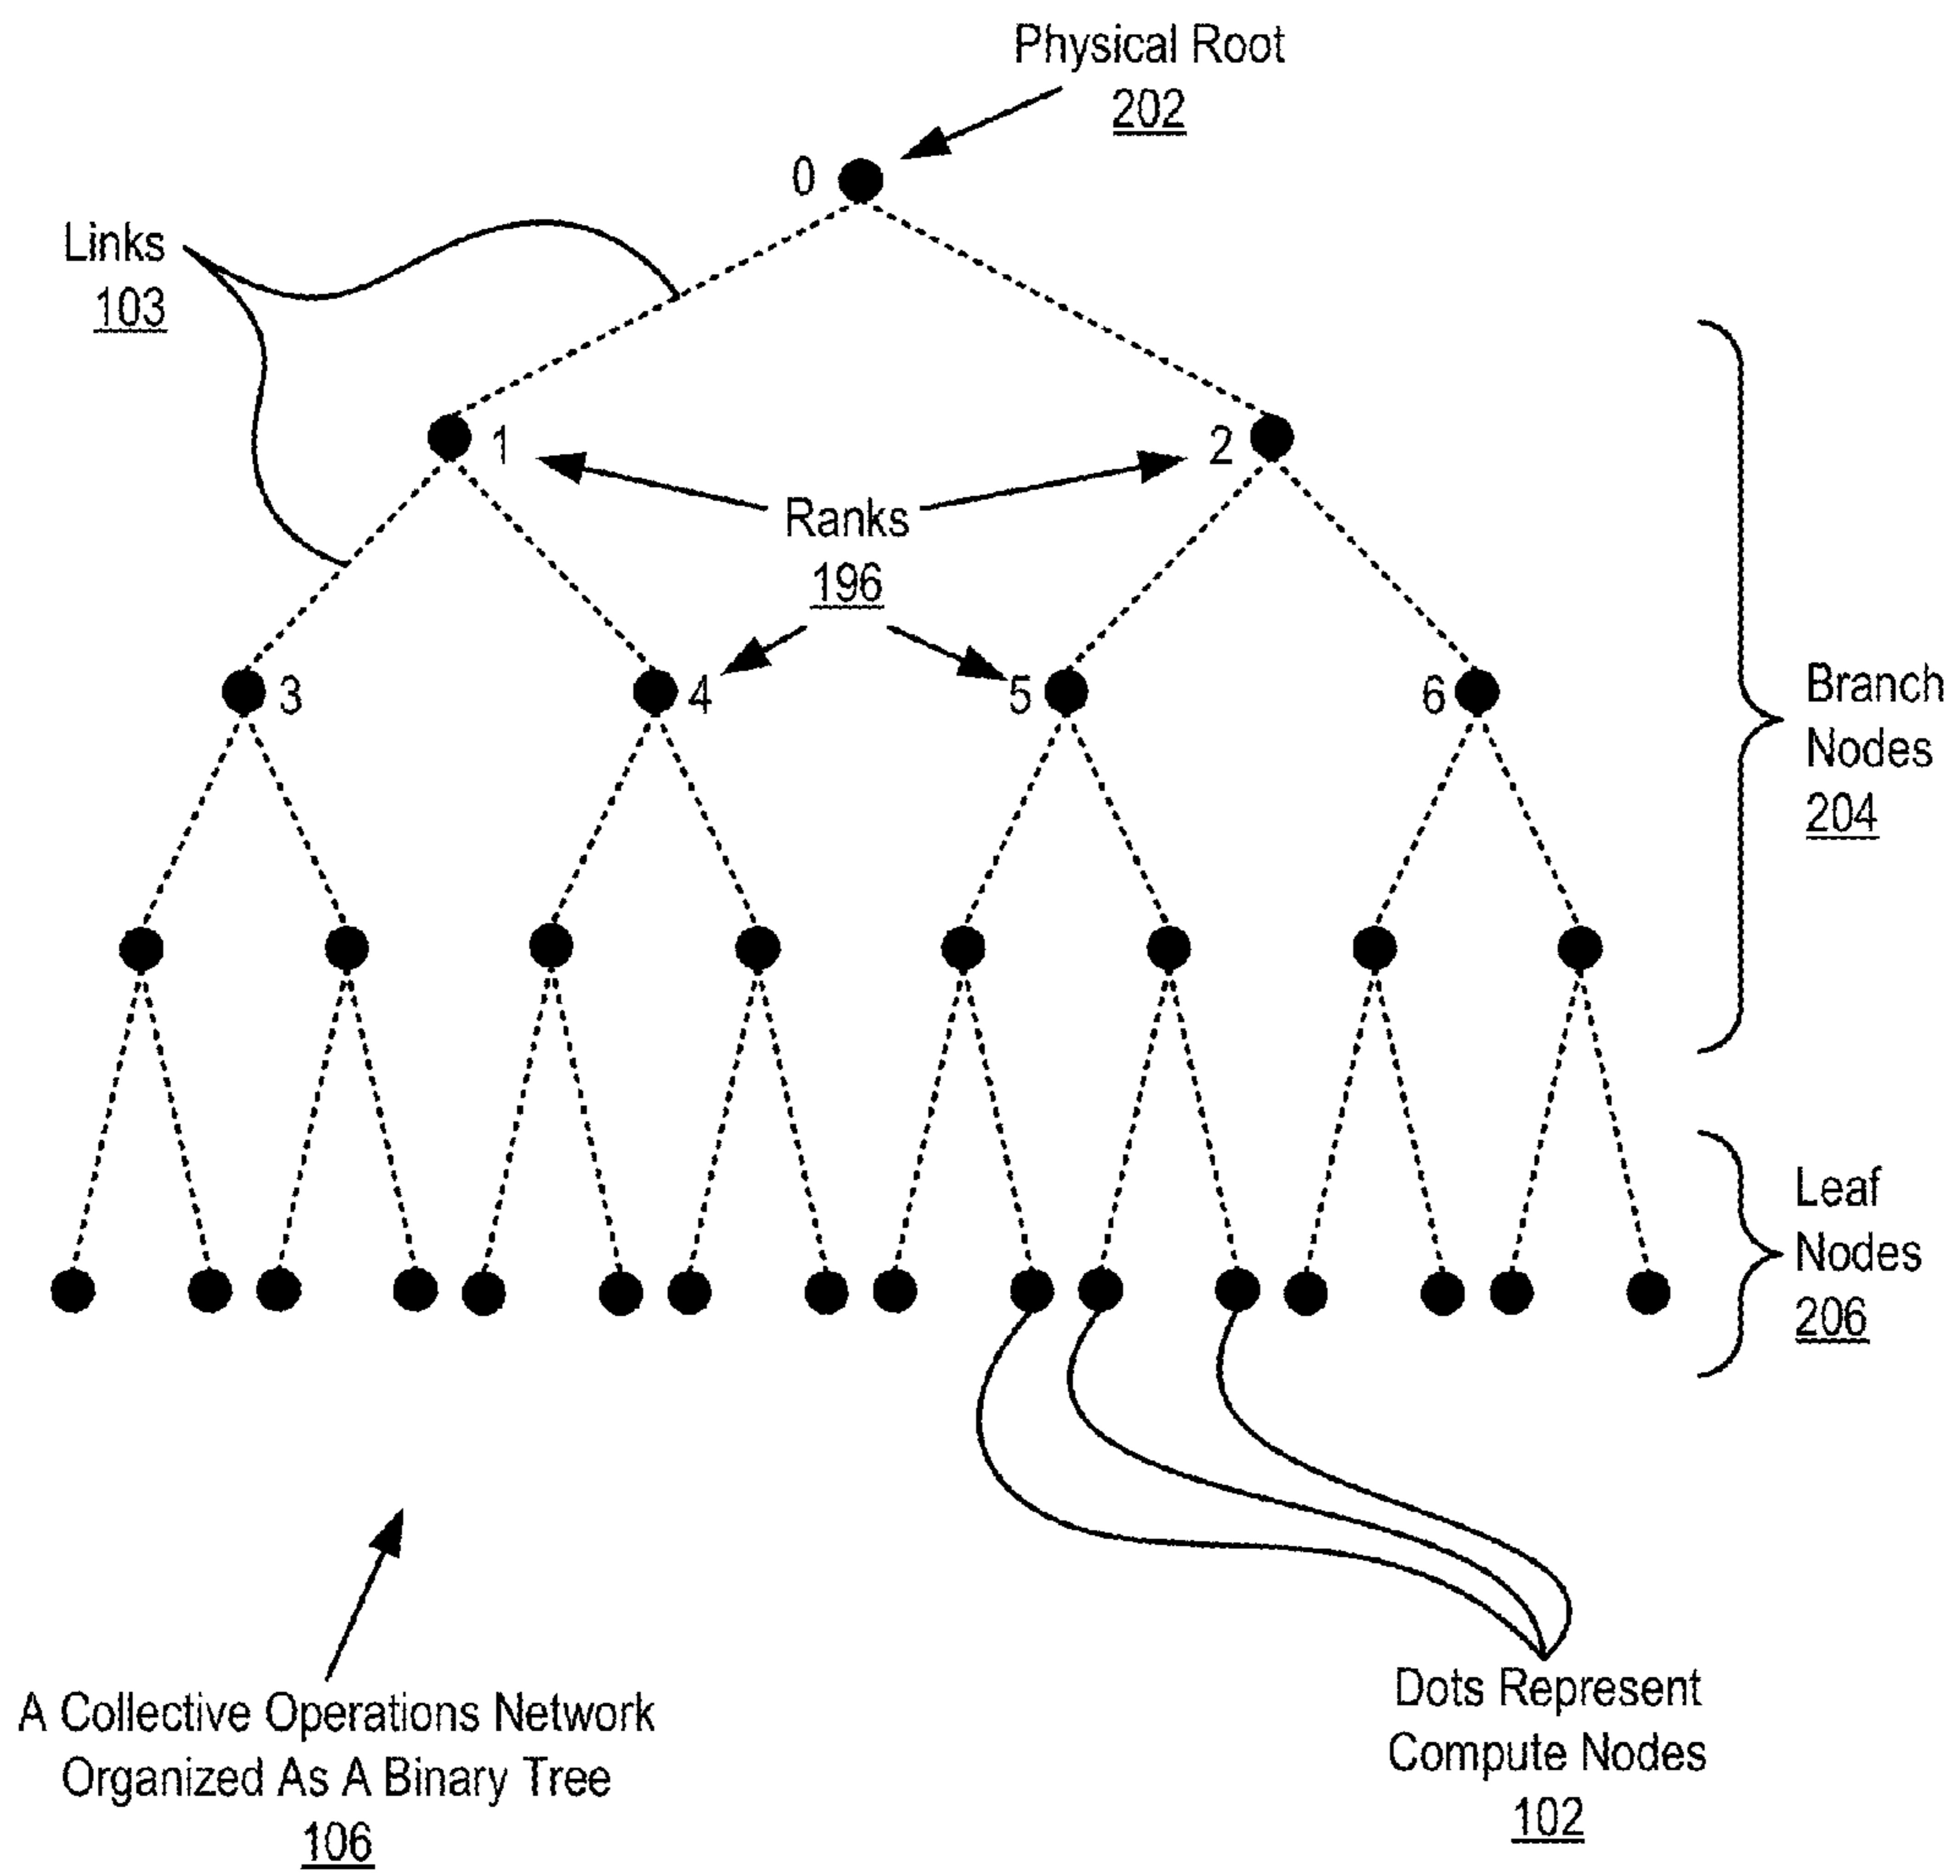 Physical Root
202
0
Links
103
1
2
Ranks
196
3
4
5
6
Branch
Nodes
204
Leaf
Nodes
206
A Collective Operations Network
Organized As A Binary Tree
106
Dots Represent
Compute Nodes
102